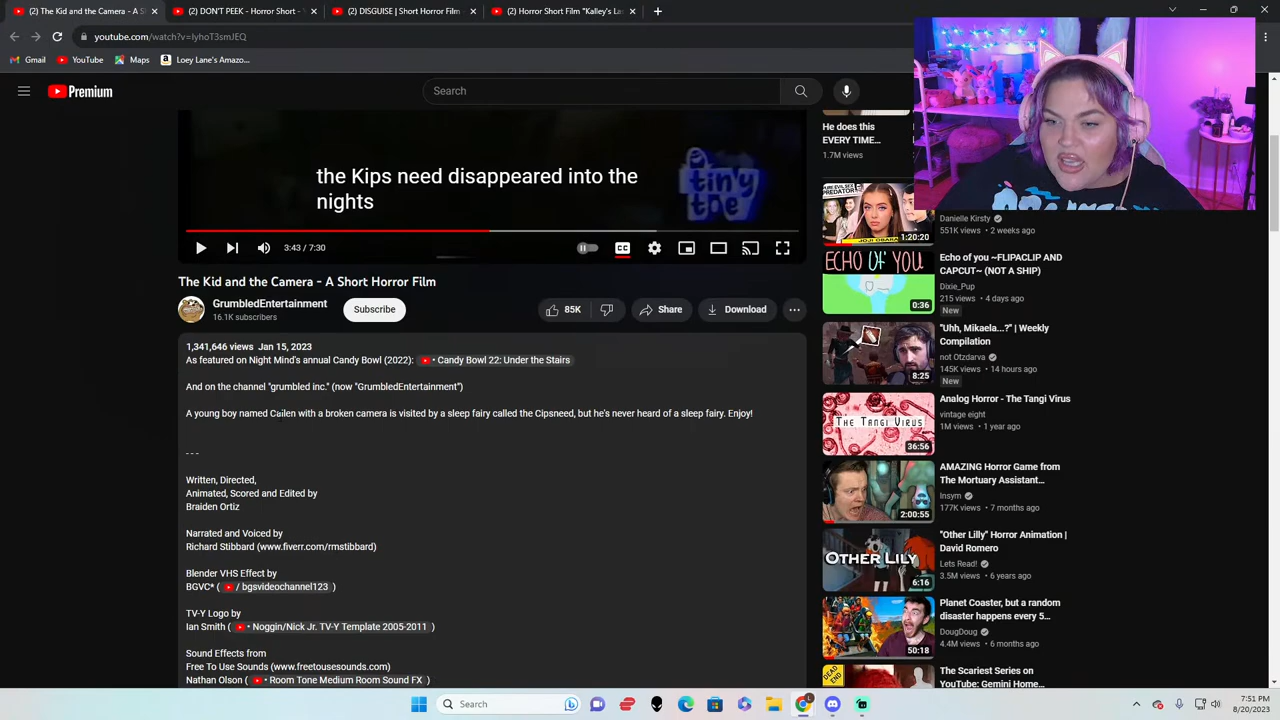 (2) The Kid and the Camera - A S
(2) DON'T PEEK - Horror Short -
(2) DISGUISE | Short Horror Film
(2) Horror Short Film "Kalley's La
youtube.com/watch?v=IyhoT3smUEQ
Gmail
YouTube
Maps
Loey Lane's Amazo...
Premium
Search
the Kips need disappeared into the
nights
3:43 / 7:30
CC
The Kid and the Camera - A Short Horror Film
GrumbledEntertainment
16.1K subscribers
Subscribe
65K
Share
Download
1,341,646 views Jan 15, 2023
As featured on Night Mind's annual Candy Bowl (2022): • Candy Bowl 22: Under the Stairs
And on the channel "grumbled inc." (now "GrumbledEntertainment")
A young boy named Cailen with a broken camera is visited by a sleep fairy called the Cipsneed, but he's never heard of a sleep fairy. Enjoy!
- - -
Written, Directed,
Animated, Scored and Edited by
Braiden Ortiz
Narrated and Voiced by
Richard Stibbard (www.fiverr.com/rmstibbard)
Blender VHS Effect by
BGVC's / bgsvideochannel123 )
TV-Y Logo by
Ian Smith ( • New Nick Jr. TV-Y Template 2005-2011 )
Sound Effects from
Free To Use Sounds (www.freetousesounds.com)
Nathat Olson ( • Room Tone Medium Room Sound FX )
He does this
EVERY TIME...
1.7M views
1:20:20
Danielle Kirsty
551K views • 2 weeks ago
ECHO OF YOU
0:36
Echo of you ~FLIPACLIP AND
CAPCUT~ (NOT A SHIP)
Dixie_Pup
215 views • 4 days ago
New
8:25
"Uhh, Mikaela...?" | Weekly
Compilation
not Otzdarva
145K views • 14 hours ago
New
THE TANGI VIRUS
36:56
Analog Horror - The Tangi Virus
vintage eight
1M views • 1 year ago
2:00:55
AMAZING Horror Game from
The Mortuary Assistant...
Insym
177K views • 7 months ago
OTHER LILY
6:16
"Other Lilly" Horror Animation |
David Romero
Lets Read!
3.5M views • 6 years ago
50:18
Planet Coaster, but a random
disaster happens every 5...
DougDoug
4.4M views • 6 months ago
DEAD
END
The Scariest Series on
YouTube: Gemini Home...
Search
7:51 PM
8/20/2023